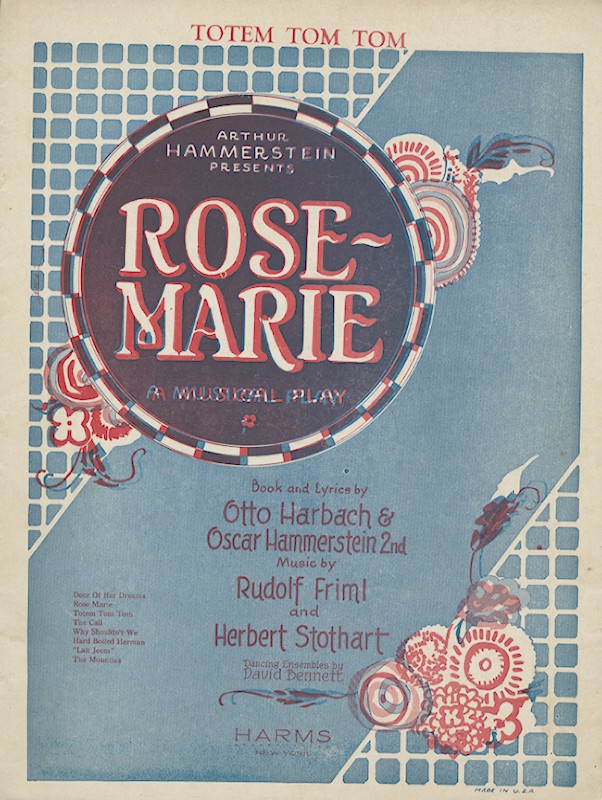 TOTEM TOM TOM
ARTHUR
HAMMERSTEIN
PRESENTS
ROSE-
MARIE
A MUSICAL PLAY
Book and Lyrics by
Otto Harbach &
Oscar Hammerstein 2nd
Music by
Rudolf Friml
and
Herbert Stothart
Dancing Ensembles by
David Bennett
Door Of Her Dreams
Rose Marie
Totem Tom Tom
The Call
Why Shouldn't We
Hard Boiled Herman
"Lak Jeem"
The Mounties
HARMS
NEW YORK
MADE IN U.S.A.